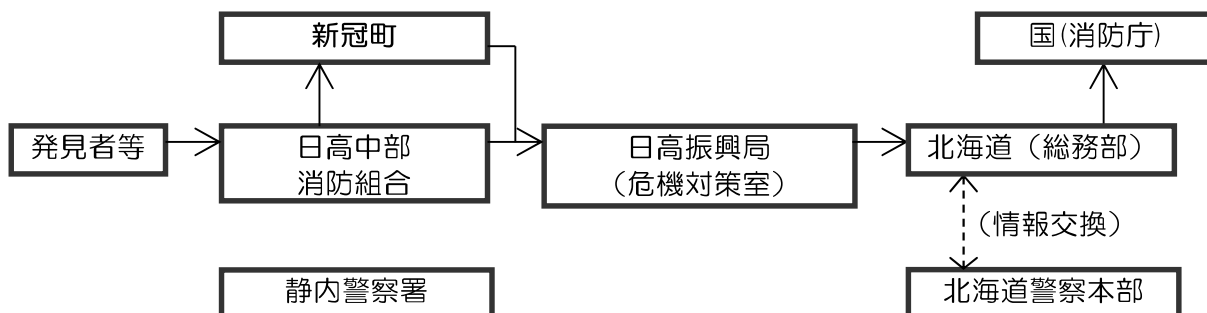 新冠町
国(消防庁)
発見者等
日高中部
消防組合
日高振興局
（危機対策室）
北海道（総務部）
（情報交換）
静内警察署
北海道警察本部